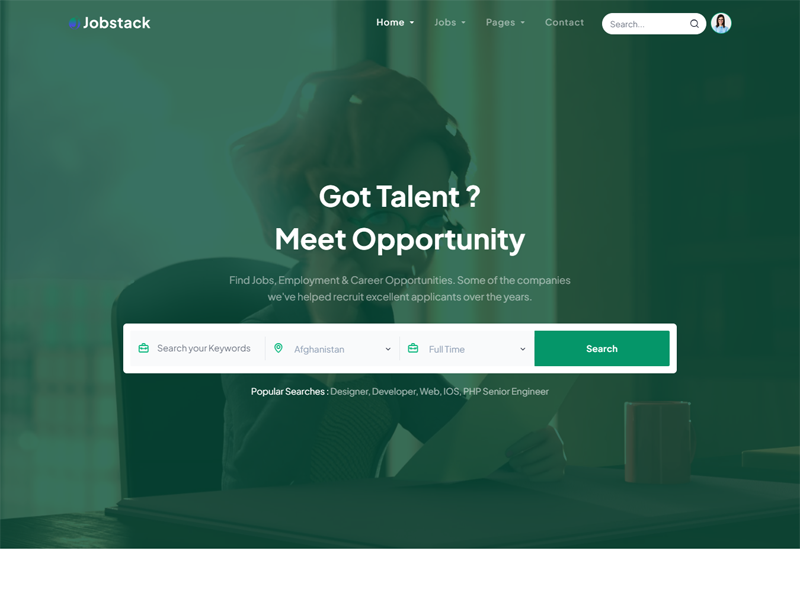 Jobstack
Home
Jobs
Pages
Contact
Search...
Got Talent ?
Meet Opportunity
Find Jobs, Employment & Career Opportunities. Some of the companies
we've helped recruit excellent applicants over the years.
Search your Keywords
Afghanistan
Full Time
Search
Popular Searches : Designer, Developer, Web, IOS, PHP Senior Engineer